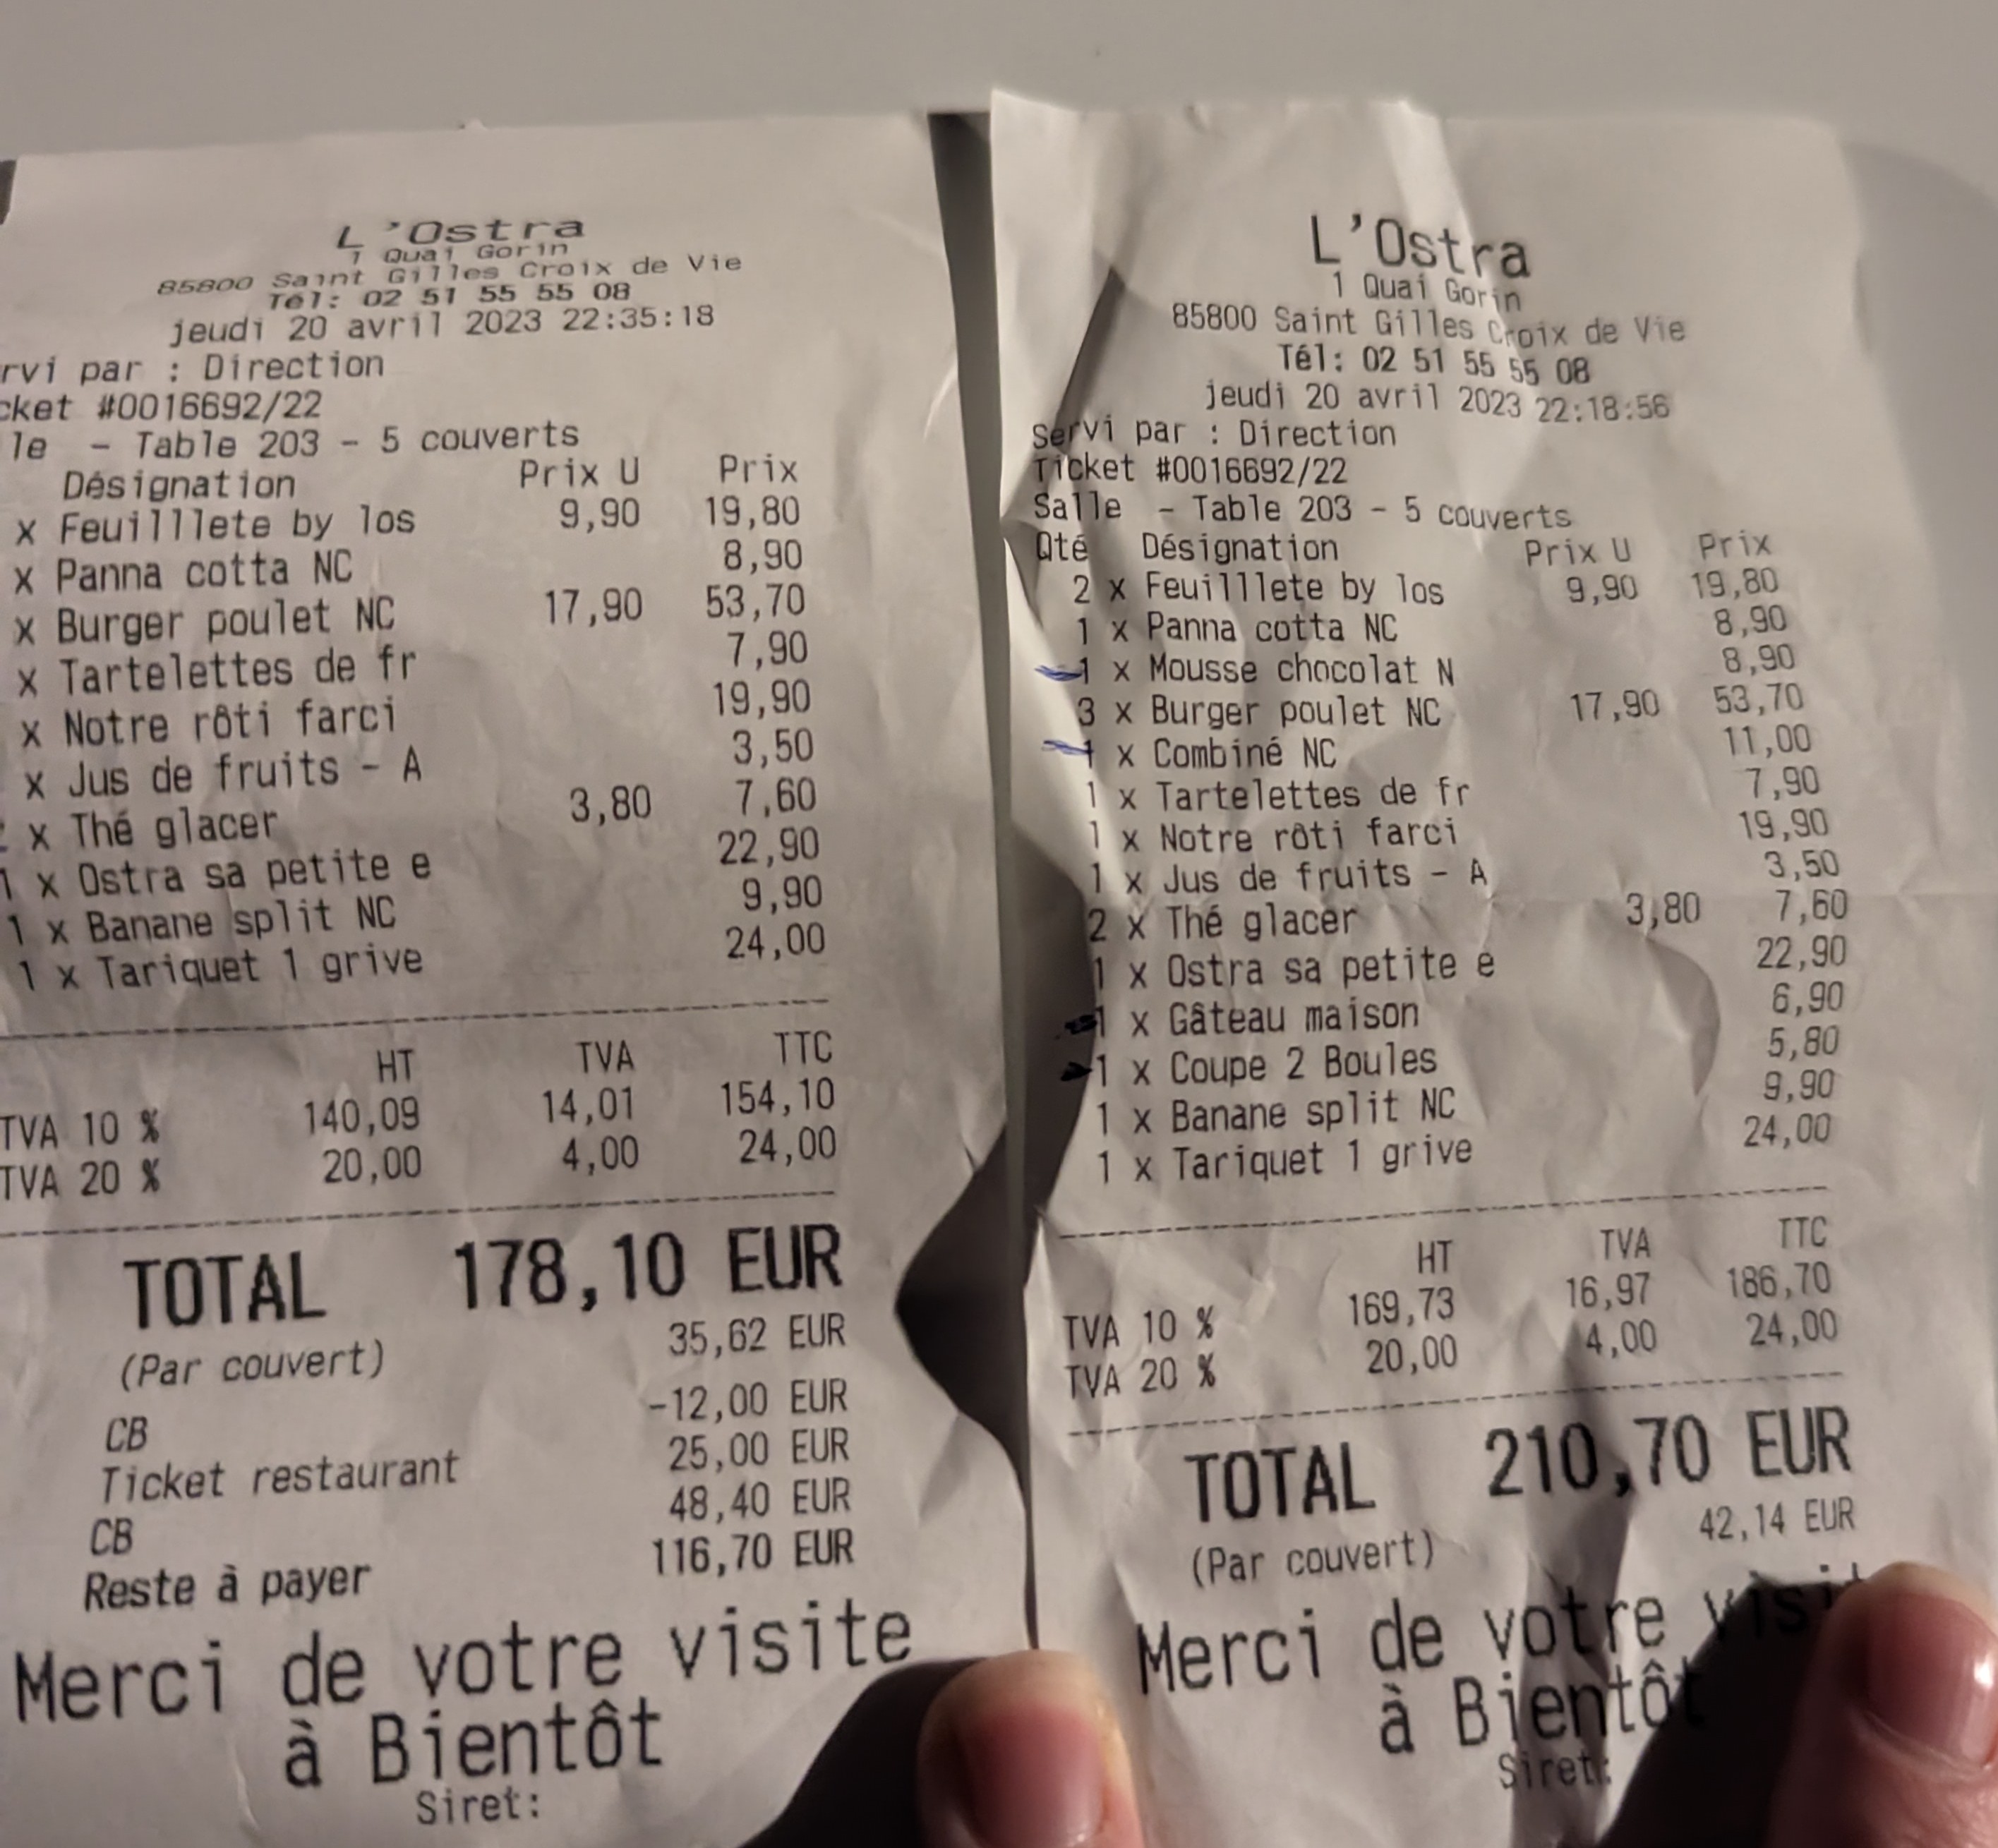 L'Ostra
1 Quai Gorin
85800 Saint Gilles Croix de Vie
Tél: 02 51 55 55 08
jeudi 20 avril 2023 22:35:18
rvi par : Direction
cket #0016692/22
le - Table 203 - 5 couverts
Désignation Prix U Prix
x Feuilllete by los 9,90 19,80
x Panna cotta NC 8,90
x Burger poulet NC 17,90 53,70
x Tartelettes de fr 7,90
x Notre rôti farci 19,90
x Jus de fruits - A 3,50
x Thé glacer 3,80 7,60
1 x Ostra sa petite e 22,90
1 x Banane split NC 9,90
1 x Tariquet 1 grive 24,00
HT TVA TTC
TVA 10 % 140,09 14,01 154,10
TVA 20 % 20,00 4,00 24,00
TOTAL 178,10 EUR
(Par couvert) 35,62 EUR
CB -12,00 EUR
Ticket restaurant 25,00 EUR
CB 48,40 EUR
Reste à payer 116,70 EUR
Merci de votre visite
à Bientôt
Siret:
L'Ostra
1 Quai Gorin
85800 Saint Gilles Croix de Vie
Tél: 02 51 55 55 08
jeudi 20 avril 2023 22:18:56
Servi par : Direction
Ticket #0016692/22
Salle - Table 203 - 5 couverts
Qté Désignation Prix U Prix
2 x Feuilllete by los 9,90 19,80
1 x Panna cotta NC 8,90
1 x Mousse chocolat N 8,90
3 x Burger poulet NC 17,90 53,70
1 x Combiné NC 11,00
1 x Tartelettes de fr 7,90
1 x Notre rôti farci 19,90
1 x Jus de fruits - A 3,50
2 x Thé glacer 3,80 7,60
1 x Ostra sa petite e 22,90
1 x Gâteau maison 6,90
1 x Coupe 2 Boules 5,80
1 x Banane split NC 9,90
1 x Tariquet 1 grive 24,00
HT TVA TTC
TVA 10 % 169,73 16,97 186,70
TVA 20 % 20,00 4,00 24,00
TOTAL 210,70 EUR
(Par couvert) 42,14 EUR
Merci de votre visit
à Bientôt
Siret: